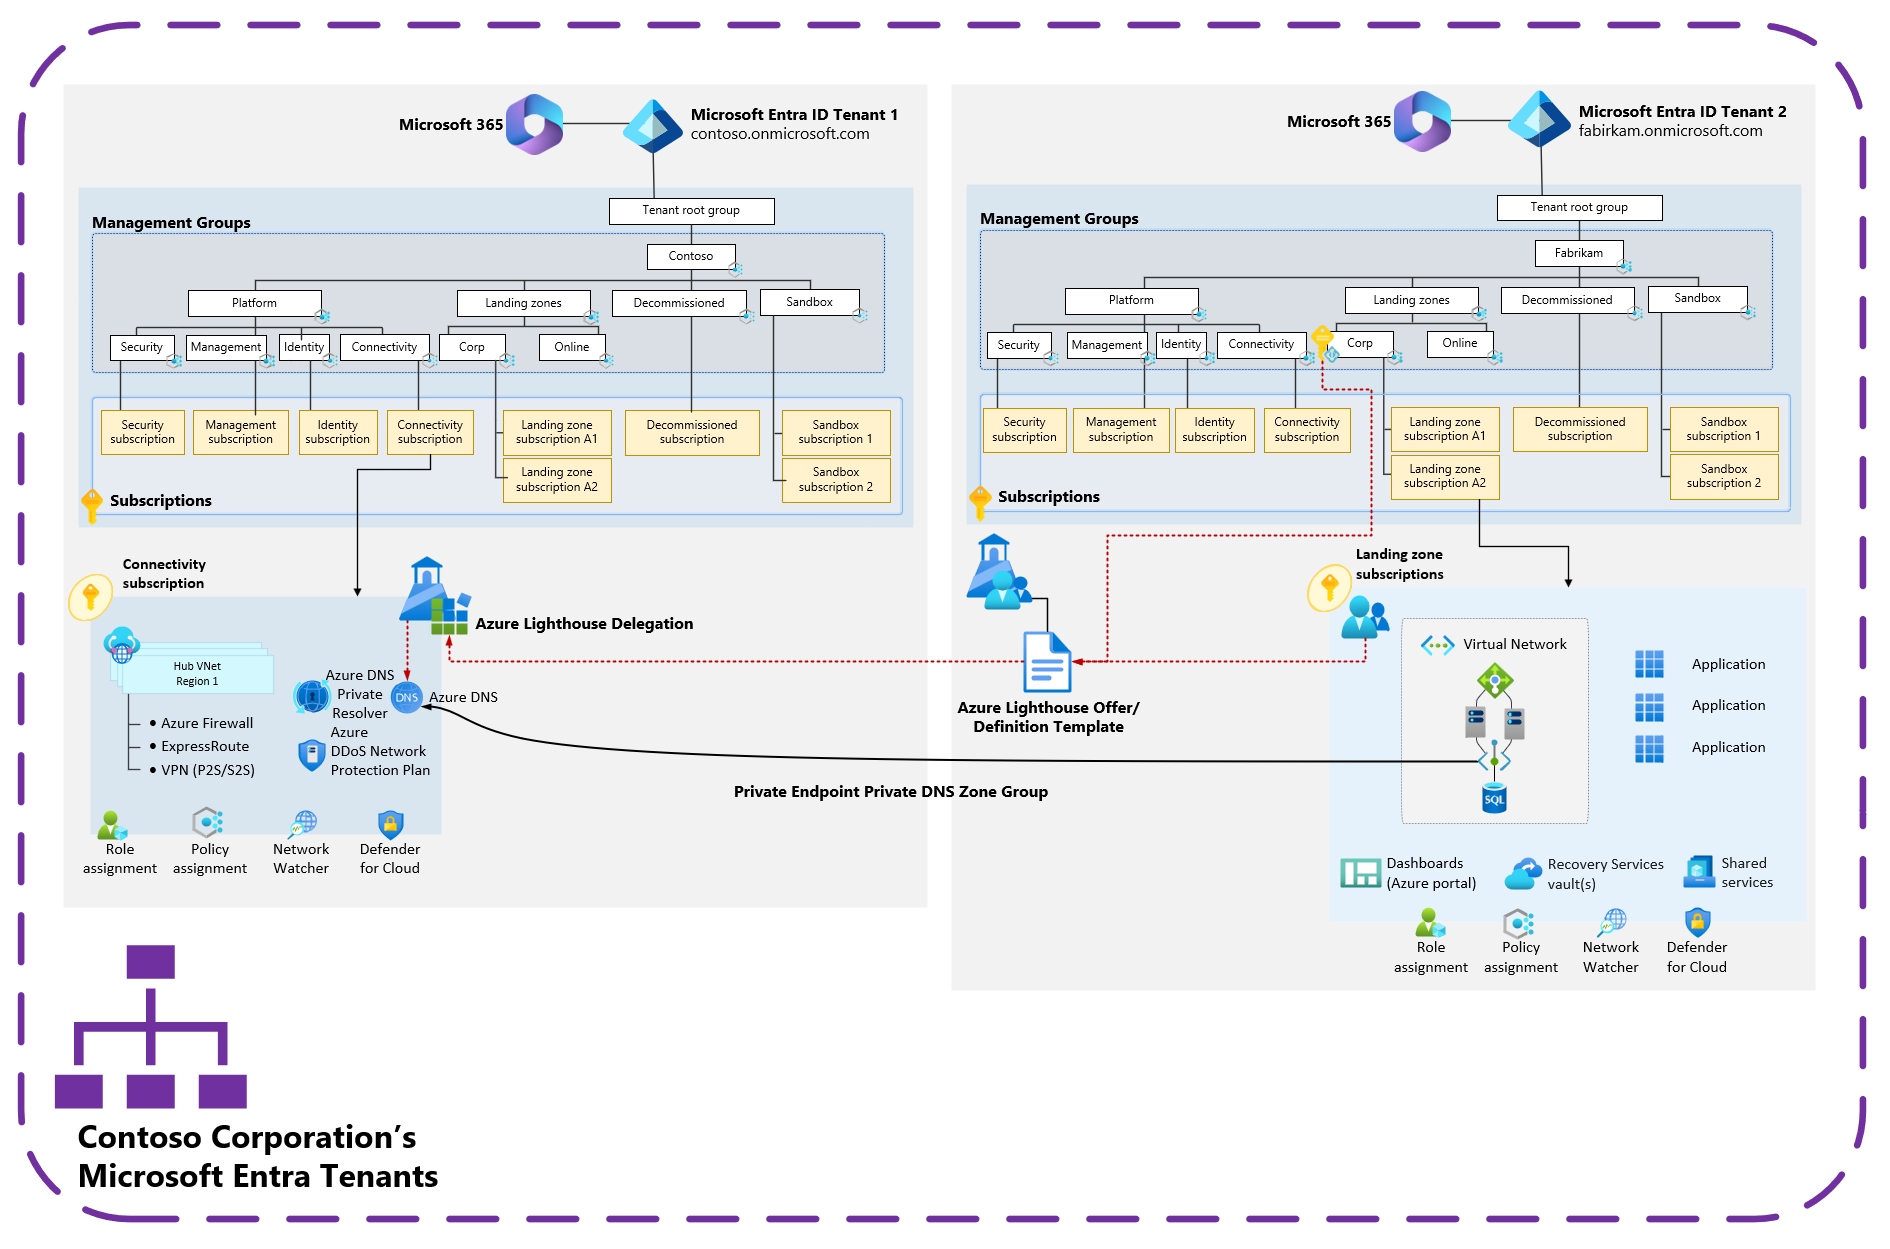 Microsoft 365
Microsoft Entra ID Tenant 1
contoso.onmicrosoft.com
Management Groups
Tenant root group
Contoso
Platform
Landing zones
Decommissioned
Sandbox
Security
Management
Identity
Connectivity
Corp
Online
Security
subscription
Management
subscription
Identity
subscription
Connectivity
subscription
Landing zone
subscription A1
Landing zone
subscription A2
Decommissioned
subscription
Sandbox
subscription 1
Sandbox
subscription 2
Subscriptions
Connectivity
subscription
Azure Lighthouse Delegation
Hub VNet
Region 1
• Azure Firewall
• ExpressRoute
• VPN (P2S/S2S)
Azure DNS
Private
Resolver
Azure
DDoS Network
Protection Plan
DNS
Azure DNS
Role
assignment
Policy
assignment
Network
Watcher
Defender
for Cloud
Private Endpoint Private DNS Zone Group
Microsoft 365
Microsoft Entra ID Tenant 2
fabirkam.onmicrosoft.com
Management Groups
Tenant root group
Fabrikam
Platform
Landing zones
Decommissioned
Sandbox
Security
Management
Identity
Connectivity
Corp
Online
Security
subscription
Management
subscription
Identity
subscription
Connectivity
subscription
Landing zone
subscription A1
Landing zone
subscription A2
Decommissioned
subscription
Sandbox
subscription 1
Sandbox
subscription 2
Subscriptions
Azure Lighthouse Offer/
Definition Template
Landing zone
subscriptions
Virtual Network
SQL
Application
Application
Application
Dashboards
(Azure portal)
Recovery Services
vault(s)
Shared
services
Role
assignment
Policy
assignment
Network
Watcher
Defender
for Cloud
Contoso Corporation’s
Microsoft Entra Tenants